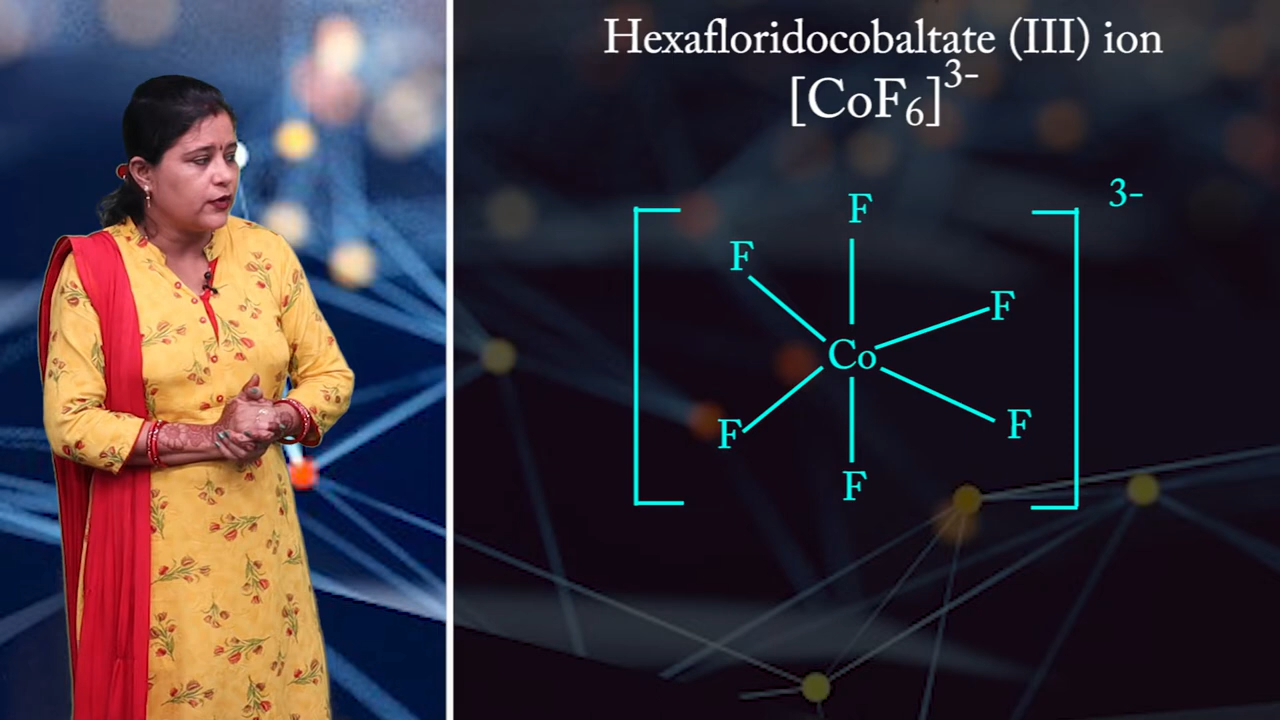 Hexafloridocobaltate (III) ion
[CoF₆]³⁻
3-
F
F
F
Co
F
F
F